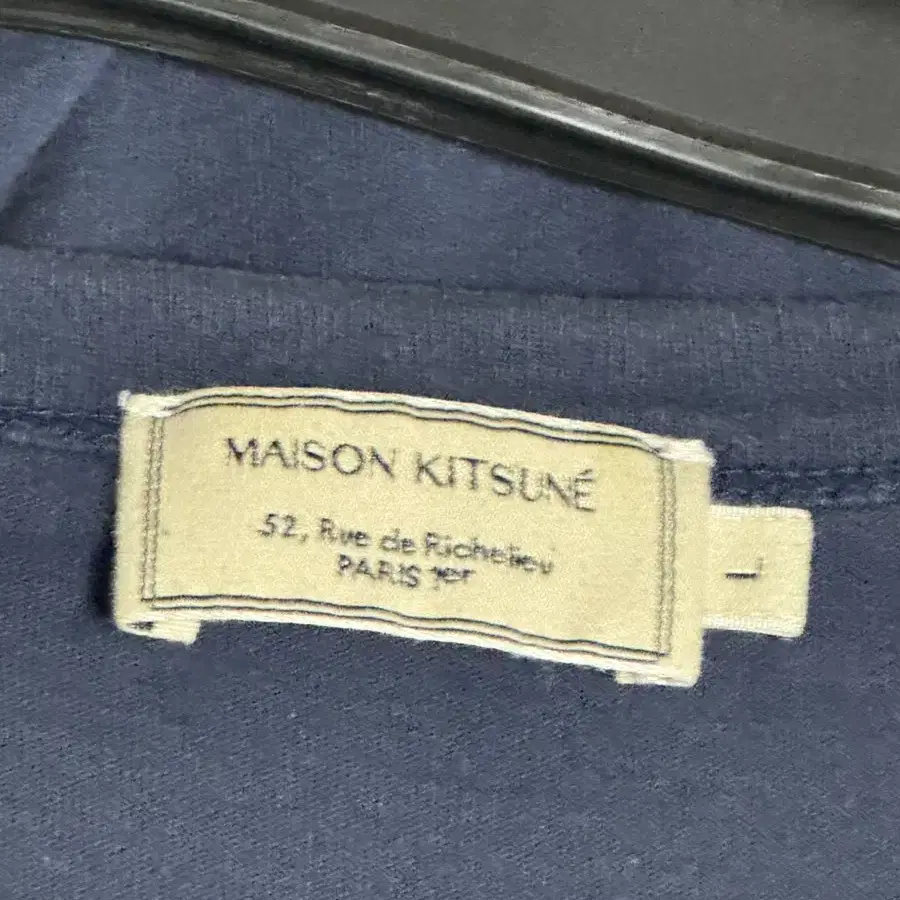 MAISON KITSUNÉ
52, Rue de Richelieu
PARIS 1er
L